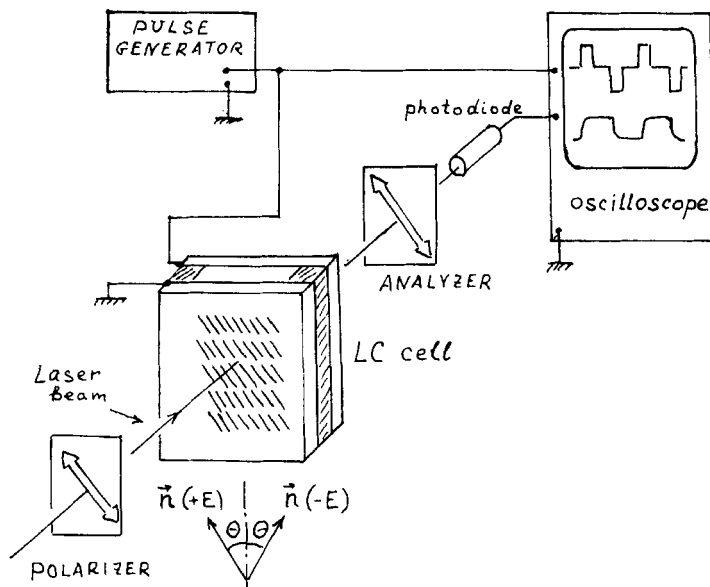 PULSE
GENERATOR
photodiode
oscilloscope
ANALYZER
LC cell
Laser
Beam
n⃗(+E)
n⃗(-E)
Θ Θ
POLARIZER